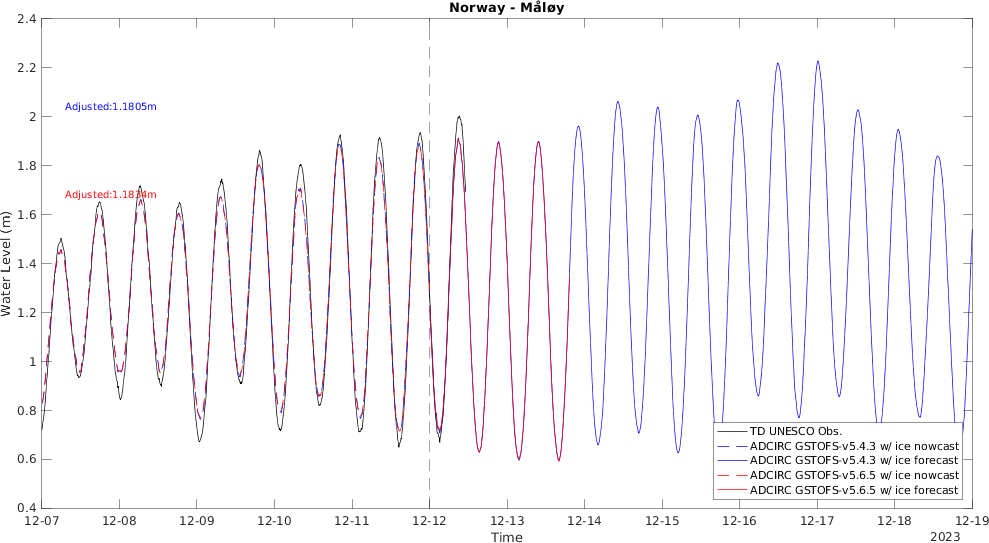 Norway - Måløy
2.4
2.2
2
1.8
1.6
1.4
1.2
1
0.8
0.6
0.4
Water Level (m)
Adjusted:1.1805m
Adjusted:1.1834m
TD UNESCO Obs.
ADCIRC GSTOFS-v5.4.3 w/ ice nowcast
ADCIRC GSTOFS-v5.4.3 w/ ice forecast
ADCIRC GSTOFS-v5.6.5 w/ ice nowcast
ADCIRC GSTOFS-v5.6.5 w/ ice forecast
12-07 12-08 12-09 12-10 12-11 12-12 12-13 12-14 12-15 12-16 12-17 12-18 12-19
Time
2023